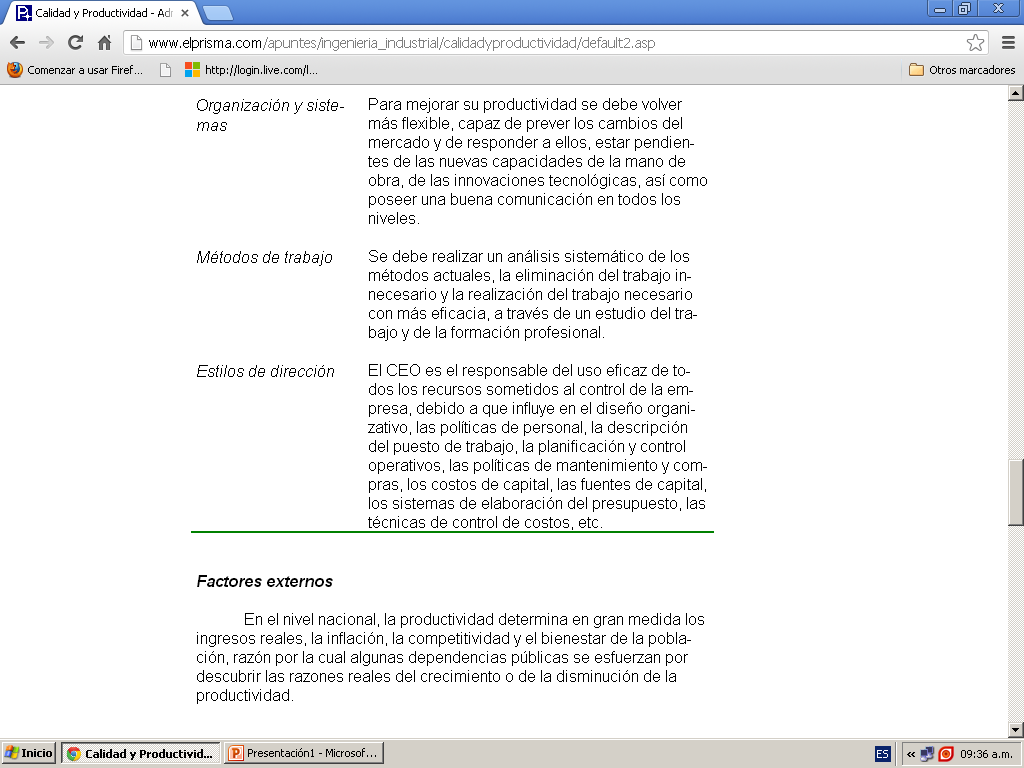 Calidad y Productividad - Adr
www.elprisma.com/apuntes/ingenieria_industrial/calidadyproductividad/default2.asp
Comenzar a usar Firef...
http://login.live.com/l...
Otros marcadores
Organización y siste-
mas
Para mejorar su productividad se debe volver
más flexible, capaz de prever los cambios del
mercado y de responder a ellos, estar pendien-
tes de las nuevas capacidades de la mano de
obra, de las innovaciones tecnológicas, así como
poseer una buena comunicación en todos los
niveles.
Métodos de trabajo
Se debe realizar un análisis sistemático de los
métodos actuales, la eliminación del trabajo in-
necesario y la realización del trabajo necesario
con más eficacia, a través de un estudio del tra-
bajo y de la formación profesional.
Estilos de dirección
El CEO es el responsable del uso eficaz de to-
dos los recursos sometidos al control de la em-
presa, debido a que influye en el diseño organi-
zativo, las políticas de personal, la descripción
del puesto de trabajo, la planificación y control
operativos, las políticas de mantenimiento y com-
pras, los costos de capital, las fuentes de capital,
los sistemas de elaboración del presupuesto, las
técnicas de control de costos, etc.
Factores externos
En el nivel nacional, la productividad determina en gran medida los
ingresos reales, la inflación, la competitividad y el bienestar de la pobla-
ción, razón por la cual algunas dependencias públicas se esfuerzan por
descubrir las razones reales del crecimiento o de la disminución de la
productividad.
Inicio
Calidad y Productivid...
Presentación1 - Microsof...
ES
09:36 a.m.